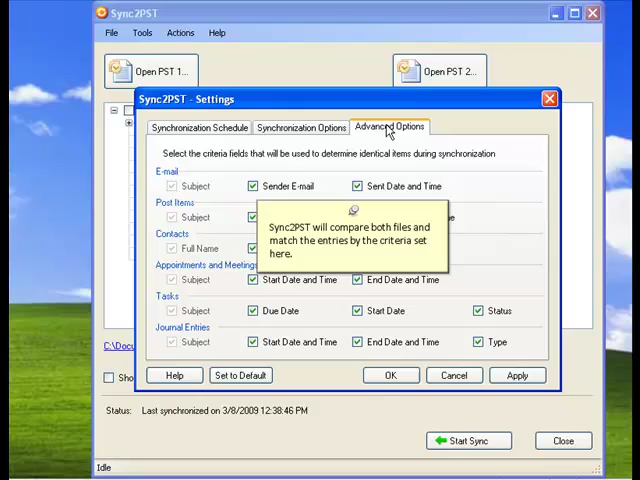 Sync2PST
File Tools Actions Help
Open PST 1... Open PST 2...
Sync2PST - Settings
Synchronization Schedule Synchronization Options Advanced Options
Select the criteria fields that will be used to determine identical items during synchronization
E-mail
Subject Sender E-mail Sent Date and Time
Post Items
Subject
Sync2PST will compare both files and
match the entries by the criteria set
here.
Contacts
Full Name
Appointments and Meetings
Subject Start Date and Time End Date and Time
Tasks
Subject Due Date Start Date Status
Journal Entries
Subject Start Date and Time End Date and Time Type
Help Set to Default OK Cancel Apply
Status: Last synchronized on 3/8/2009 12:38:46 PM
Start Sync Close
Idle